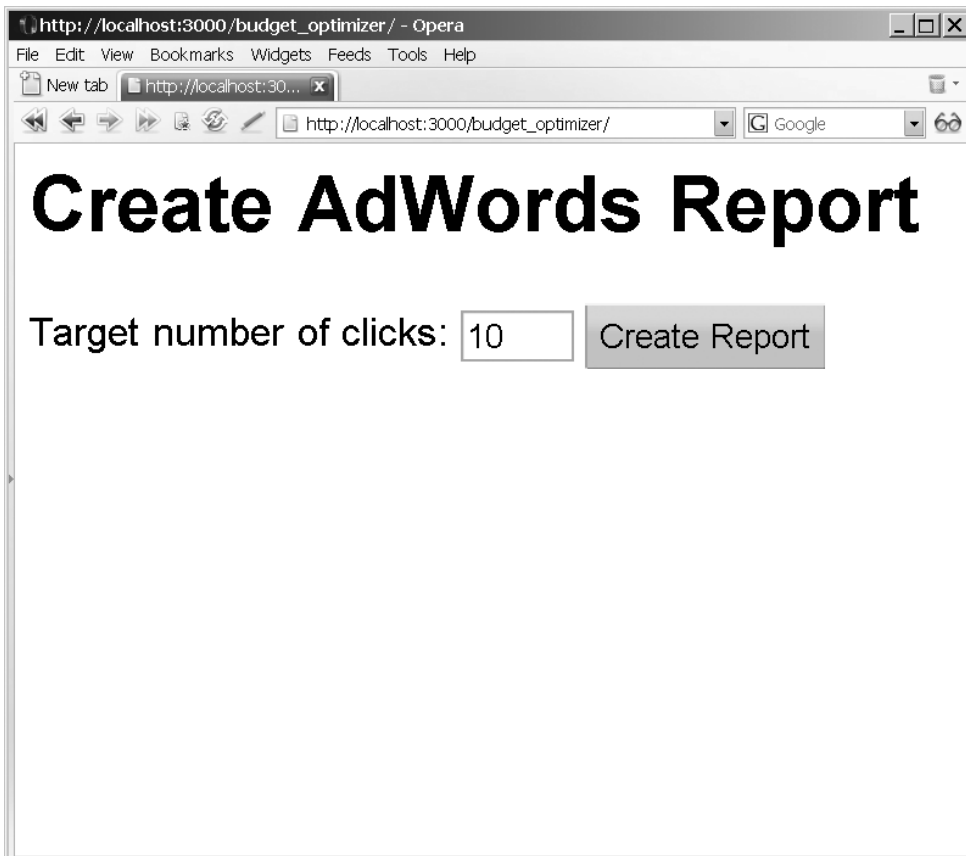 http://localhost:3000/budget_optimizer/ - Opera
File Edit View Bookmarks Widgets Feeds Tools Help
New tab http://localhost:30...
http://localhost:3000/budget_optimizer/ G Google
Create AdWords Report
Target number of clicks: 10 Create Report